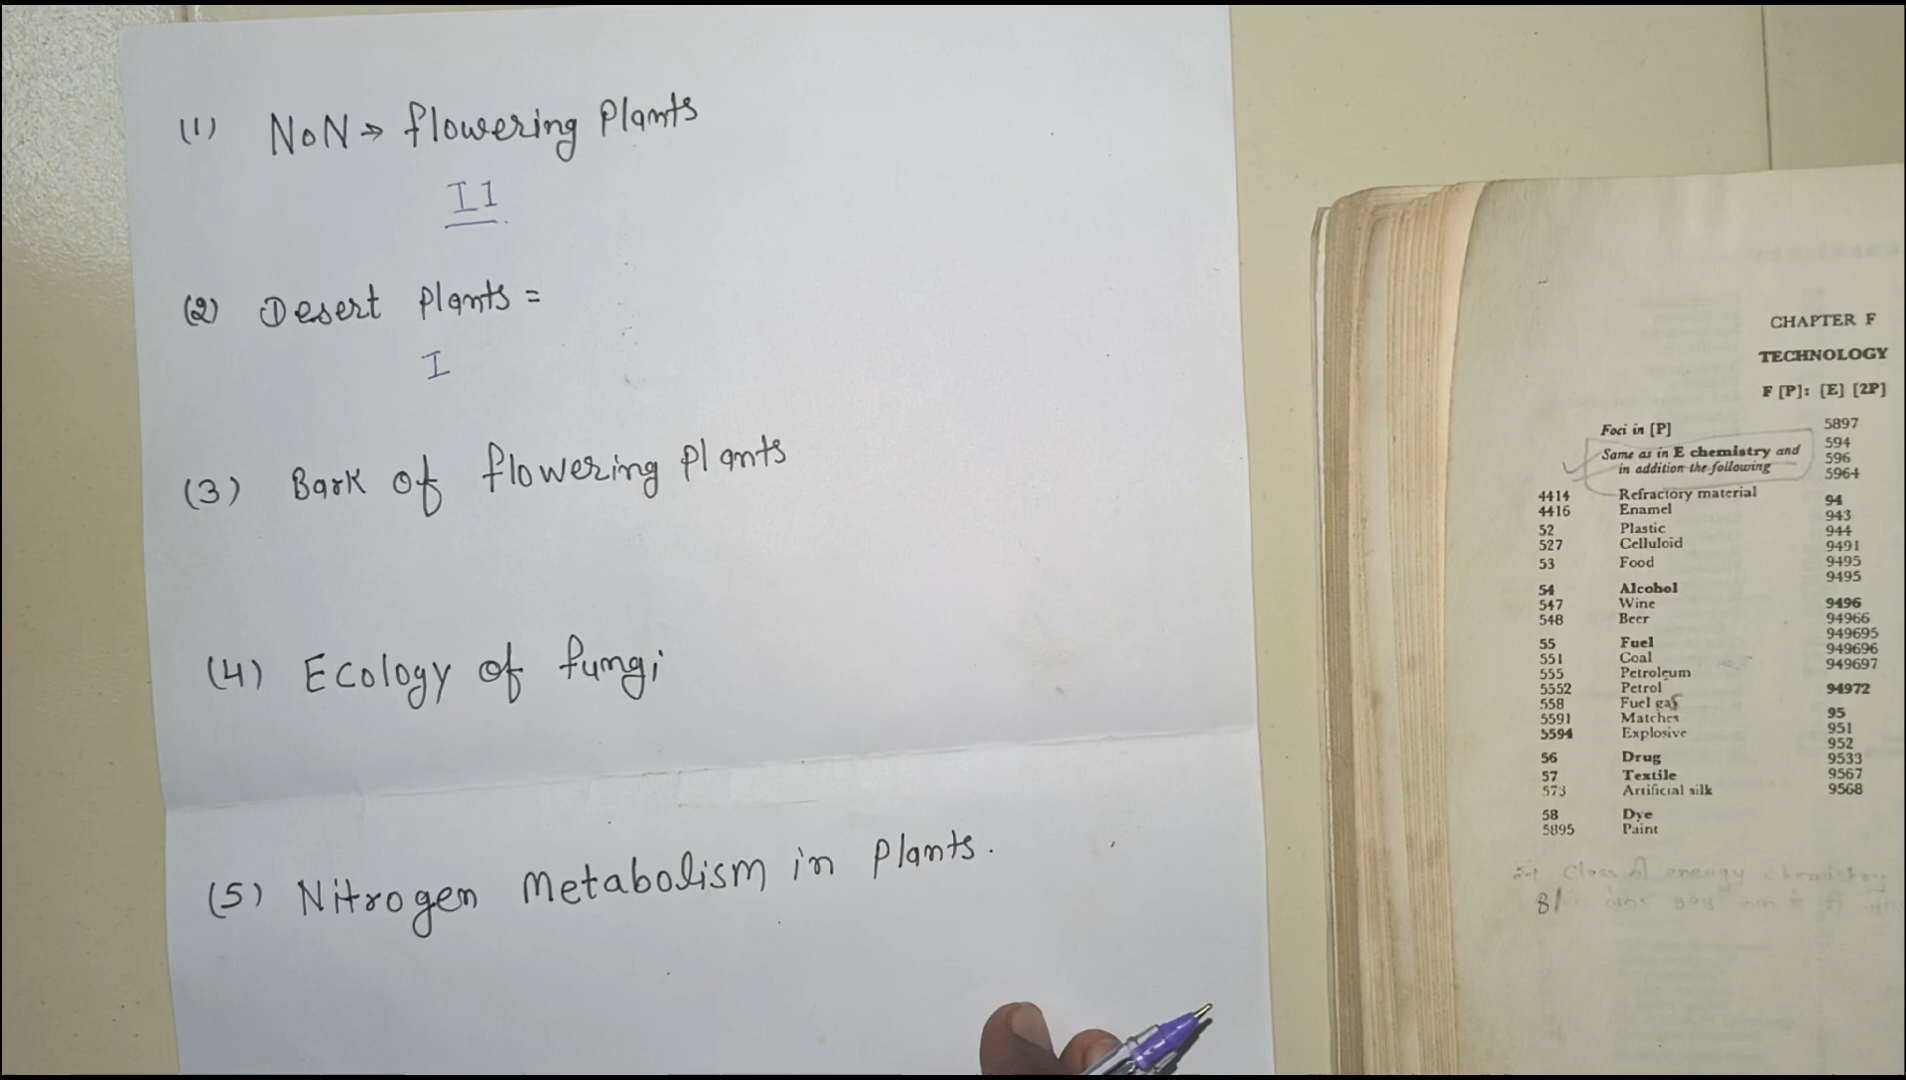 (1) NoN → flowering Plants
I1
(2) Desert Plants =
I
(3) Bark of flowering plants
(4) Ecology of fungi
(5) Nitrogen Metabolism in Plants.
CHAPTER F
TECHNOLOGY
F [P]: [E] [2P]
Foci in [P]
Same as in E chemistry and
in addition the following
4414 Refractory material
4416 Enamel
52 Plastic
527 Celluloid
53 Food
54 Alcohol
547 Wine
548 Beer
55 Fuel
551 Coal
555 Petroleum
5552 Petrol
558 Fuel gas
5591 Matches
5594 Explosive
56 Drug
57 Textile
573 Artificial silk
58 Dye
5895 Paint
5897
594
596
5964
94
943
944
9491
9495
9495
9496
94966
949695
949696
949697
94972
95
951
952
9533
9567
9568